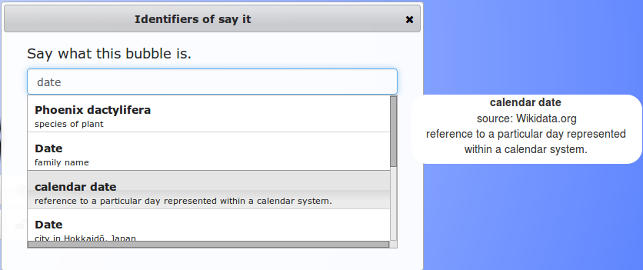 Identifiers of say it
Say what this bubble is.
date
Phoenix dactylifera
species of plant
Date
family name
calendar date
reference to a particular day represented within a calendar system.
Date
city in Hokkaidō, Japan
calendar date
source: Wikidata.org
reference to a particular day represented
within a calendar system.